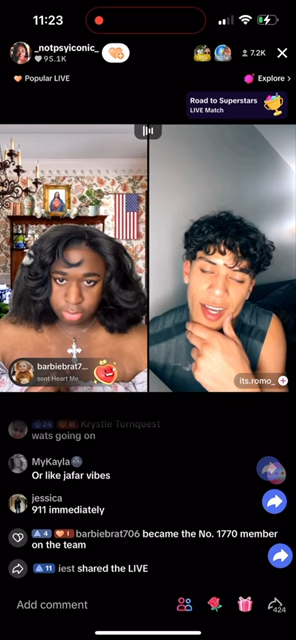 11:23
_notpsyiconic_
95.1K
7.2K
Popular LIVE
Explore >
Road to Superstars
LIVE Match
barbiebrat7...
sent Heart Me
its.romo_
24 Krystle Turnquest
wats going on
MyKayla
Or like jafar vibes
jessica
911 immediately
4 1 barbiebrat706 became the No. 1770 member
on the team
11 iest shared the LIVE
Add comment
424